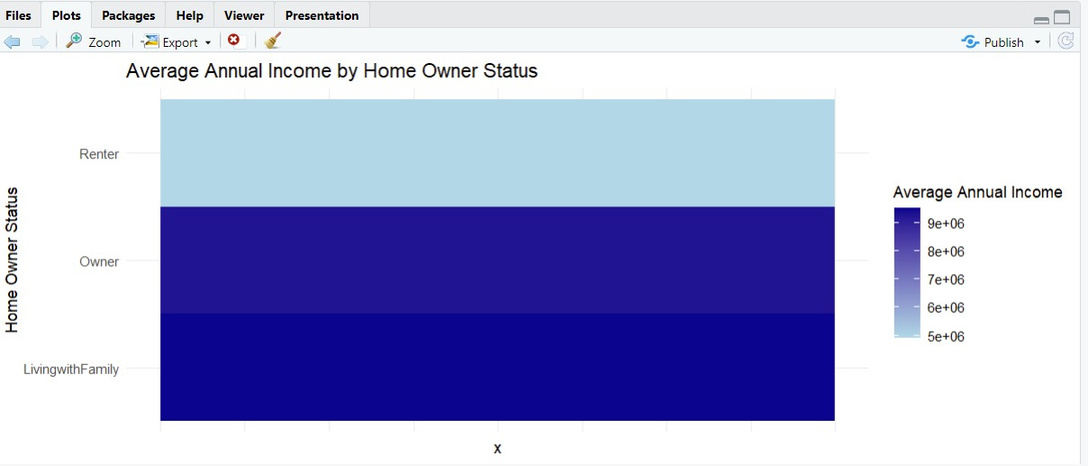 Files Plots Packages Help Viewer Presentation
Zoom Export Publish
Average Annual Income by Home Owner Status
Home Owner Status
Renter
Owner
LivingwithFamily
x
Average Annual Income
9e+06
8e+06
7e+06
6e+06
5e+06